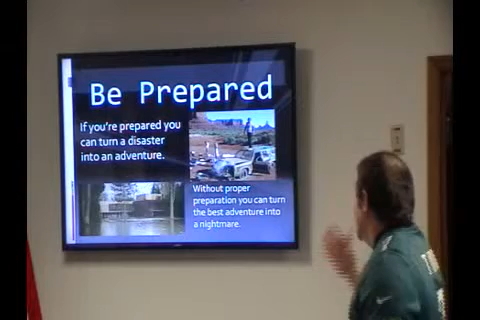 Be Prepared
If you're prepared you
can turn a disaster
into an adventure.
Without proper
preparation you can turn
the best adventure into
a nightmare.